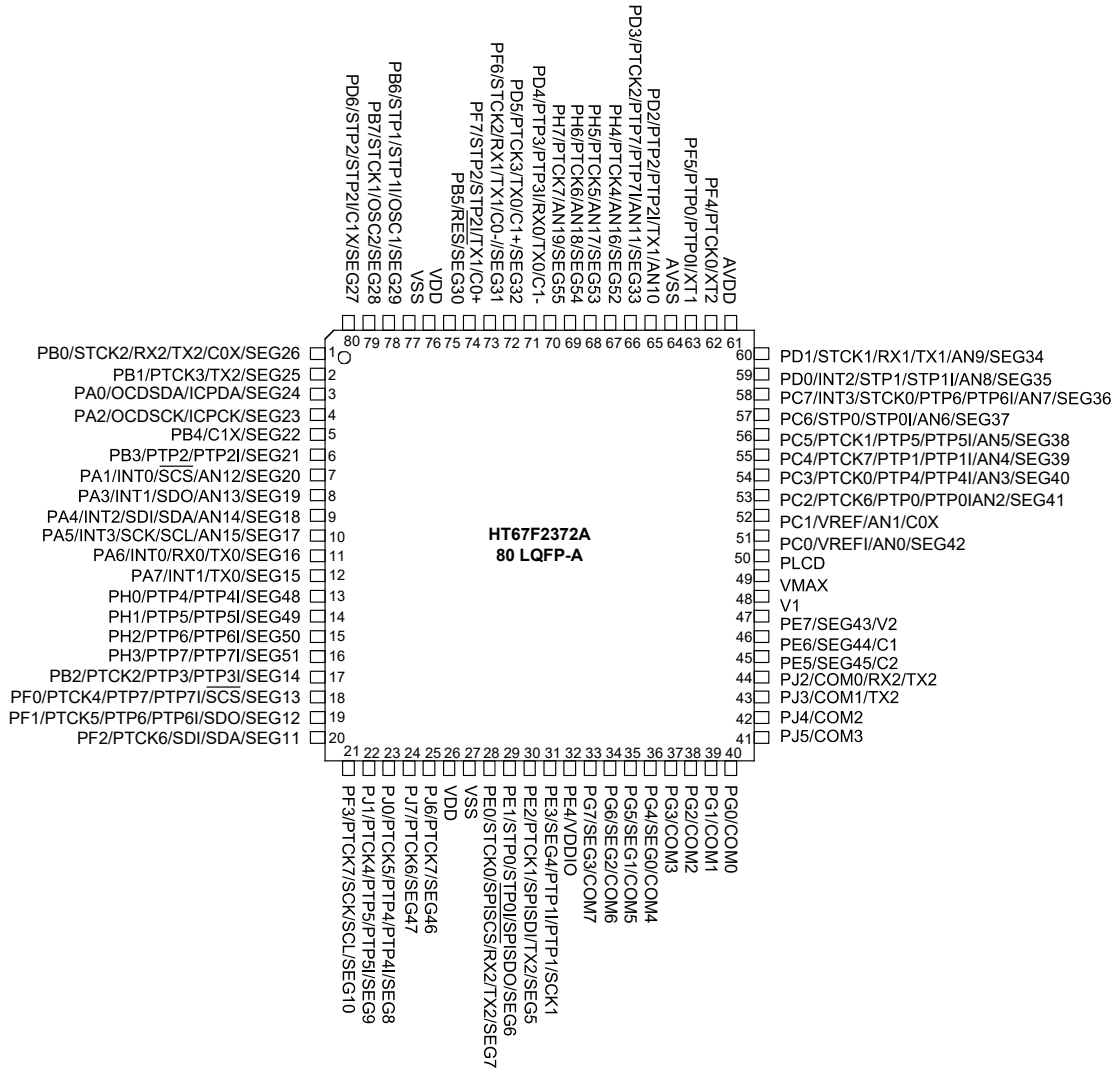 PD6/STP2/STP2I/C1X/SEG27
PB7/STCK1/OSC2/SEG28
PB6/STP1/STP1I/OSC1/SEG29
VSS
VDD
PB5/RES/SEG30
PF7/STP2/STP2I/TX1/C0+
PF6/STCK2/RX1/TX1/C0-//SEG31
PD5/PTCK3/TX0/C1+/SEG32
PD4/PTP3/PTP3I/RX0/TX0/C1-
PH7/PTCK7/AN19/SEG55
PH6/PTCK6/AN18/SEG54
PH5/PTCK5/AN17/SEG53
PH4/PTCK4/AN16/SEG52
PD3/PTCK2/PTP7/PTP7I/AN11/SEG33
PD2/PTP2/PTP2I/TX1/AN10
AVSS
PF5/PTP0/PTP0I/XT1
PF4/PTCK0/XT2
AVDD
80 79 78 77 76 75 74 73 72 71 70 69 68 67 66 65 64 63 62 61
PB0/STCK2/RX2/TX2/C0X/SEG26 1
PB1/PTCK3/TX2/SEG25 2
PA0/OCDSDA/ICPDA/SEG24 3
PA2/OCDSCK/ICPCK/SEG23 4
PB4/C1X/SEG22 5
PB3/PTP2/PTP2I/SEG21 6
PA1/INT0/SCS/AN12/SEG20 7
PA3/INT1/SDO/AN13/SEG19 8
PA4/INT2/SDI/SDA/AN14/SEG18 9
PA5/INT3/SCK/SCL/AN15/SEG17 10
PA6/INT0/RX0/TX0/SEG16 11
PA7/INT1/TX0/SEG15 12
PH0/PTP4/PTP4I/SEG48 13
PH1/PTP5/PTP5I/SEG49 14
PH2/PTP6/PTP6I/SEG50 15
PH3/PTP7/PTP7I/SEG51 16
PB2/PTCK2/PTP3/PTP3I/SEG14 17
PF0/PTCK4/PTP7/PTP7I/SCS/SEG13 18
PF1/PTCK5/PTP6/PTP6I/SDO/SEG12 19
PF2/PTCK6/SDI/SDA/SEG11 20
HT67F2372A
80 LQFP-A
60 PD1/STCK1/RX1/TX1/AN9/SEG34
59 PD0/INT2/STP1/STP1I/AN8/SEG35
58 PC7/INT3/STCK0/PTP6/PTP6I/AN7/SEG36
57 PC6/STP0/STP0I/AN6/SEG37
56 PC5/PTCK1/PTP5/PTP5I/AN5/SEG38
55 PC4/PTCK7/PTP1/PTP1I/AN4/SEG39
54 PC3/PTCK0/PTP4/PTP4I/AN3/SEG40
53 PC2/PTCK6/PTP0/PTP0IAN2/SEG41
52 PC1/VREF/AN1/C0X
51 PC0/VREFI/AN0/SEG42
50 PLCD
49 VMAX
48 V1
47 PE7/SEG43/V2
46 PE6/SEG44/C1
45 PE5/SEG45/C2
44 PJ2/COM0/RX2/TX2
43 PJ3/COM1/TX2
42 PJ4/COM2
41 PJ5/COM3
21 22 23 24 25 26 27 28 29 30 31 32 33 34 35 36 37 38 39 40
PF3/PTCK7/SCK/SCL/SEG10
PJ1/PTCK4/PTP5/PTP5I/SEG9
PJ0/PTCK5/PTP4/PTP4I/SEG8
PJ7/PTCK6/SEG47
PJ6/PTCK7/SEG46
VDD
VSS
PE0/STCK0/SPISCS/RX2/TX2/SEG7
PE1/STP0/STP0I/SPISDO/SEG6
PE2/PTCK1/SPISDI/TX2/SEG5
PE3/SEG4/PTP1I/PTP1/SCK1
PE4/VDDIO
PG7/SEG3/COM7
PG6/SEG2/COM6
PG5/SEG1/COM5
PG4/SEG0/COM4
PG3/COM3
PG2/COM2
PG1/COM1
PG0/COM0